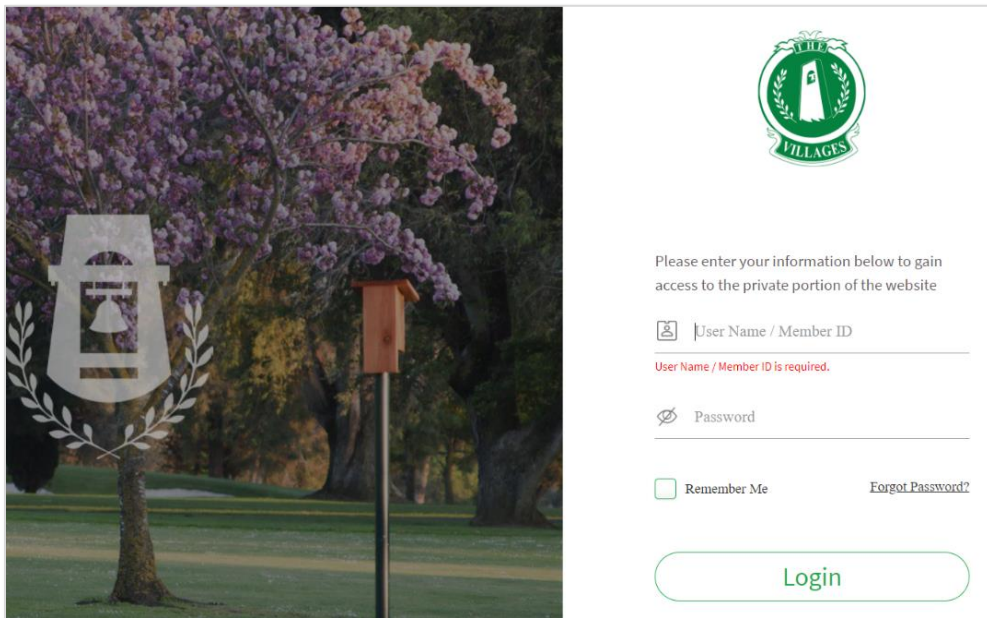 THE
VILLAGES
Please enter your information below to gain
access to the private portion of the website
User Name / Member ID
User Name / Member ID is required.
Password
Remember Me
Forgot Password?
Login